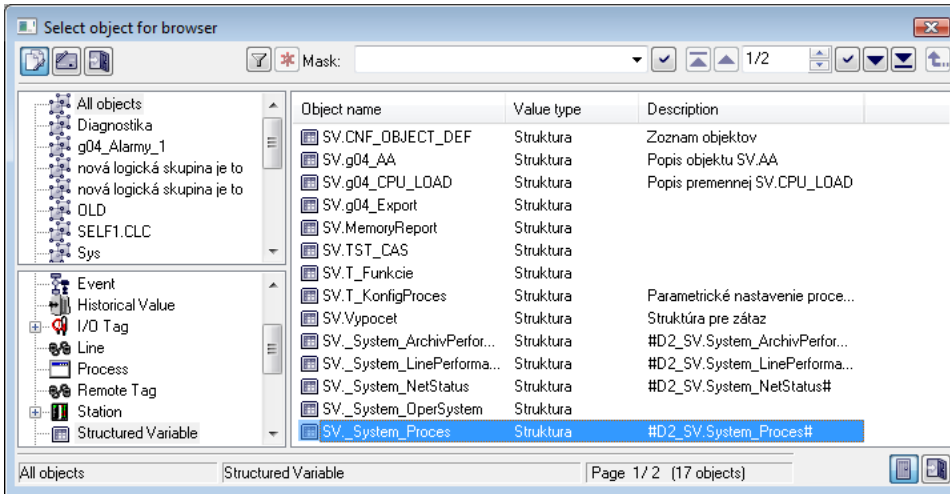 Select object for browser
Mask:
1/2
All objects
Diagnostika
g04_Alarmy_1
nová logická skupina je to
nová logická skupina je to
OLD
SELF1.CLC
Sys
Event
Historical Value
I/O Tag
Line
Process
Remote Tag
Station
Structured Variable
Object name Value type Description
SV.CNF_OBJECT_DEF Struktura Zoznam objektov
SV.g04_AA Struktura Popis objektu SV.AA
SV.g04_CPU_LOAD Struktura Popis premennej SV.CPU_LOAD
SV.g04_Export Struktura
SV.MemoryReport Struktura
SV.TST_CAS Struktura
SV.T_Funkcie Struktura
SV.T_KonfigProces Struktura Parametrické nastavenie proce...
SV.Vypocet Struktura Struktúra pre zátaz
SV._System_ArchivPerfor... Struktura #D2_SV.System_ArchivPerfor...
SV._System_LinePerforma... Struktura #D2_SV.System_LinePerforma...
SV._System_NetStatus Struktura #D2_SV.System_NetStatus#
SV._System_OperSystem Struktura
SV._System_Proces Struktura #D2_SV.System_Proces#
All objects Structured Variable Page 1/2 (17 objects)